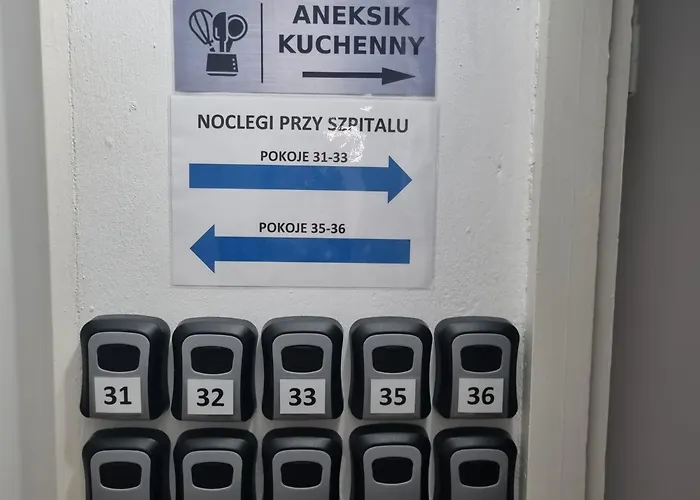 ANEKSIK
KUCHENNY
NOCLEGI PRZY SZPITALU
POKOJE 31-33
POKOJE 35-36
31 32 33 35 36